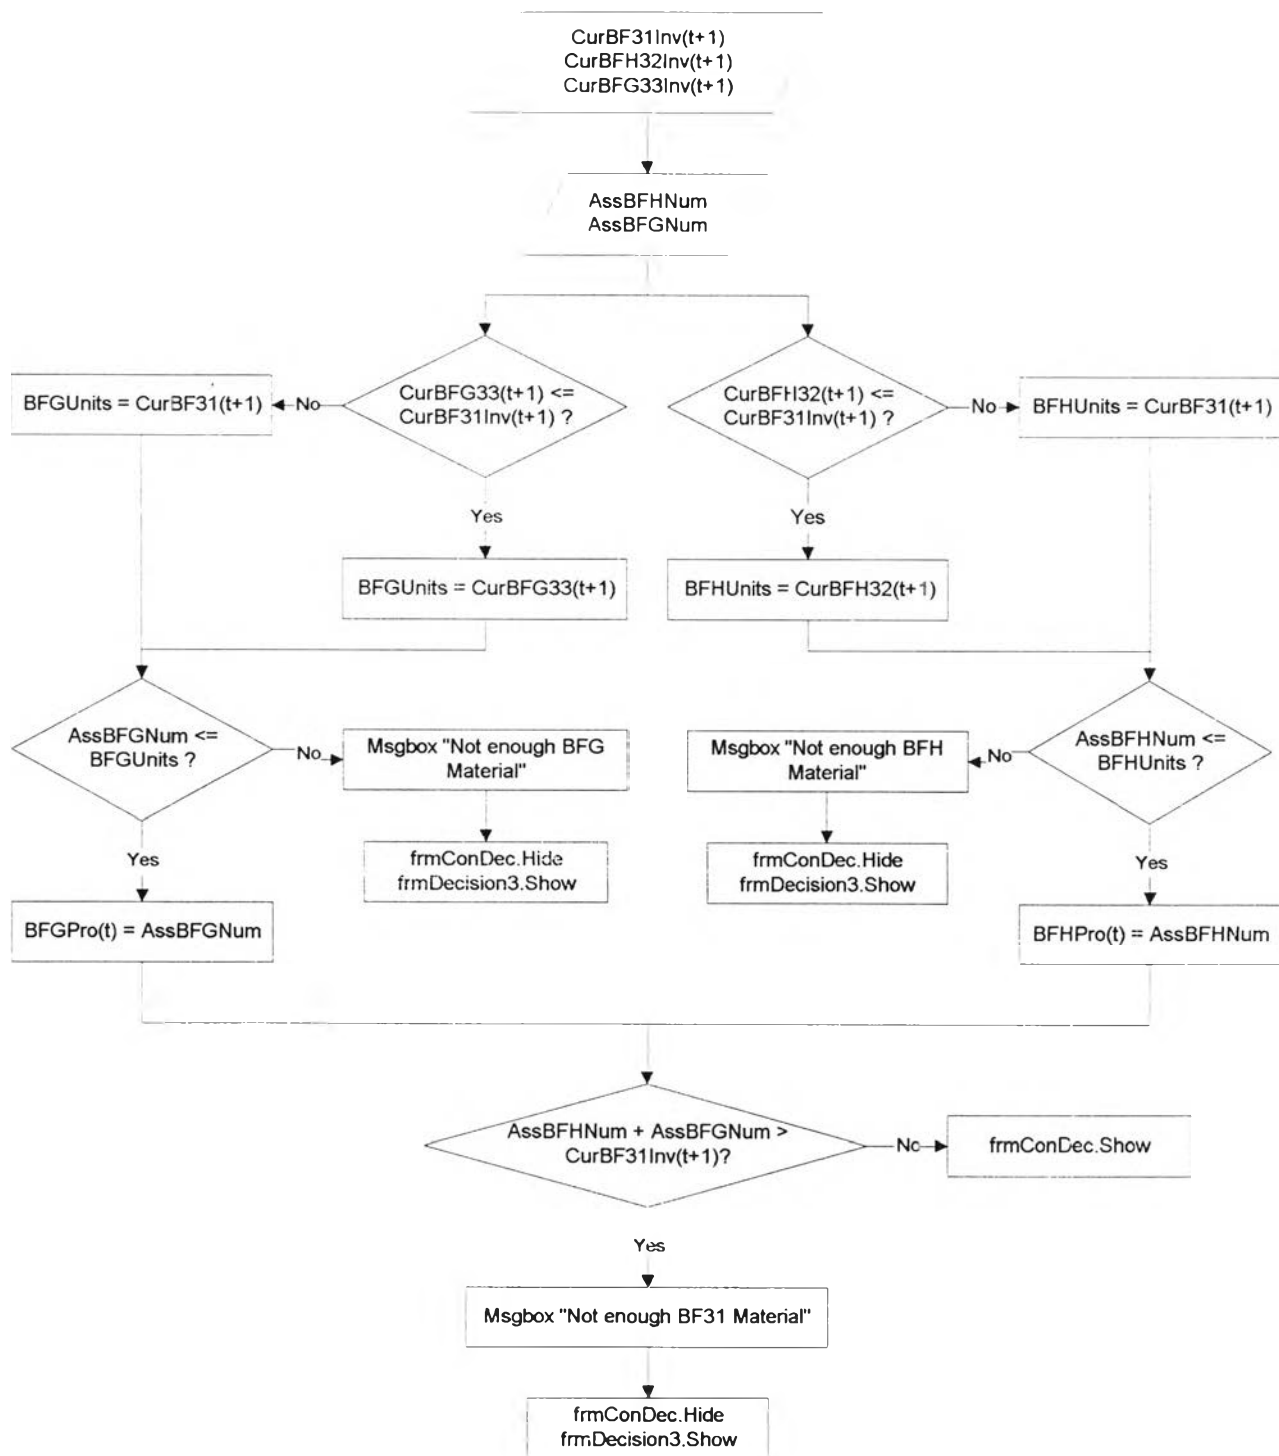 CurBF31Inv(t+1)
CurBFH32Inv(t+1)
CurBFG33Inv(t+1)
AssBFHNum
AssBFGNum
CurBFG33(t+1) <=
CurBF31Inv(t+1) ?
CurBFH32(t+1) <=
CurBF31Inv(t+1) ?
BFGUnits = CurBF31(t+1)
No
No
BFHUnits = CurBF31(t+1)
Yes
Yes
BFGUnits = CurBFG33(t+1)
BFHUnits = CurBFH32(t+1)
AssBFGNum <=
BFGUnits ?
No
Msgbox "Not enough BFG
Material"
Msgbox "Not enough BFH
Material"
No
AssBFHNum <=
BFHUnits ?
Yes
frmConDec.Hide
frmDecision3.Show
frmConDec.Hide
frmDecision3.Show
Yes
BFGPro(t) = AssBFGNum
BFHPro(t) = AssBFHNum
AssBFHNum + AssBFGNum >
CurBF31Inv(t+1)?
No
frmConDec.Show
Yes
Msgbox "Not enough BF31 Material"
frmConDec.Hide
frmDecision3.Show